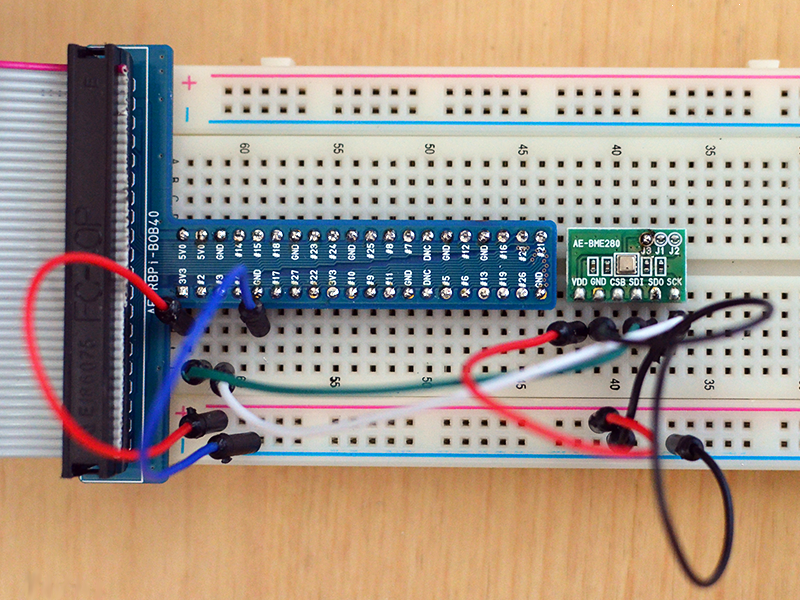 60
55
50
45
40
35
5V0 5V0 GND #14 #15 #18 GND #23 #24 GND #25 #8 #7 DNC GND #12 GND #16 #20 #21
3V3 #2 #3 #4 GND #17 #27 #22 3V3 #10 #9 #11 GND DNC #5 #6 #13 #19 #26 GND
AE-RBPi-BOB40
AE-BME280
J3 J1 J2
VDD GND CSB SDI SDO SCK
50
45
40
35
+